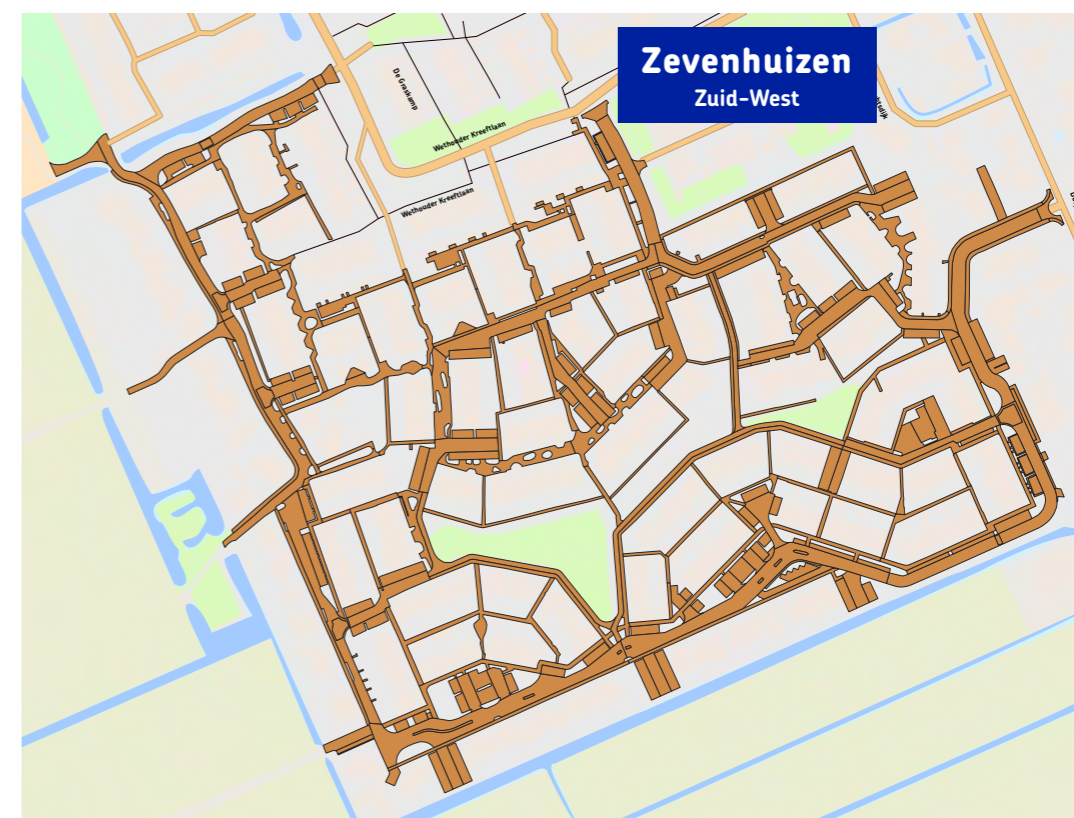 Zevenhuizen
Zuid-West
De Graskamp
Wethouder Kreeftlaan
Wethouder Kreeftlaan